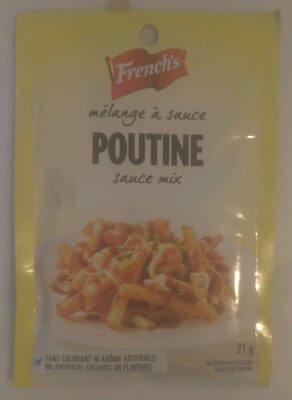 French's
mélange à sauce
POUTINE
sauce mix
21 g
SANS COLORANT NI ARÔME ARTIFICIELS
NO ARTIFICIAL COLOURS OR FLAVOURS